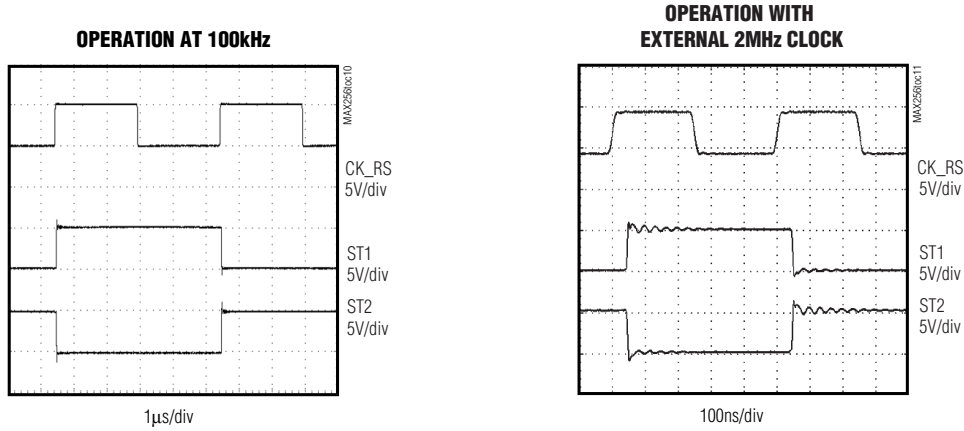 OPERATION AT 100kHz
MAX256toc10
CK_RS
5V/div
ST1
5V/div
ST2
5V/div
1μs/div
OPERATION WITH
EXTERNAL 2MHz CLOCK
MAX256toc11
CK_RS
5V/div
ST1
5V/div
ST2
5V/div
100ns/div